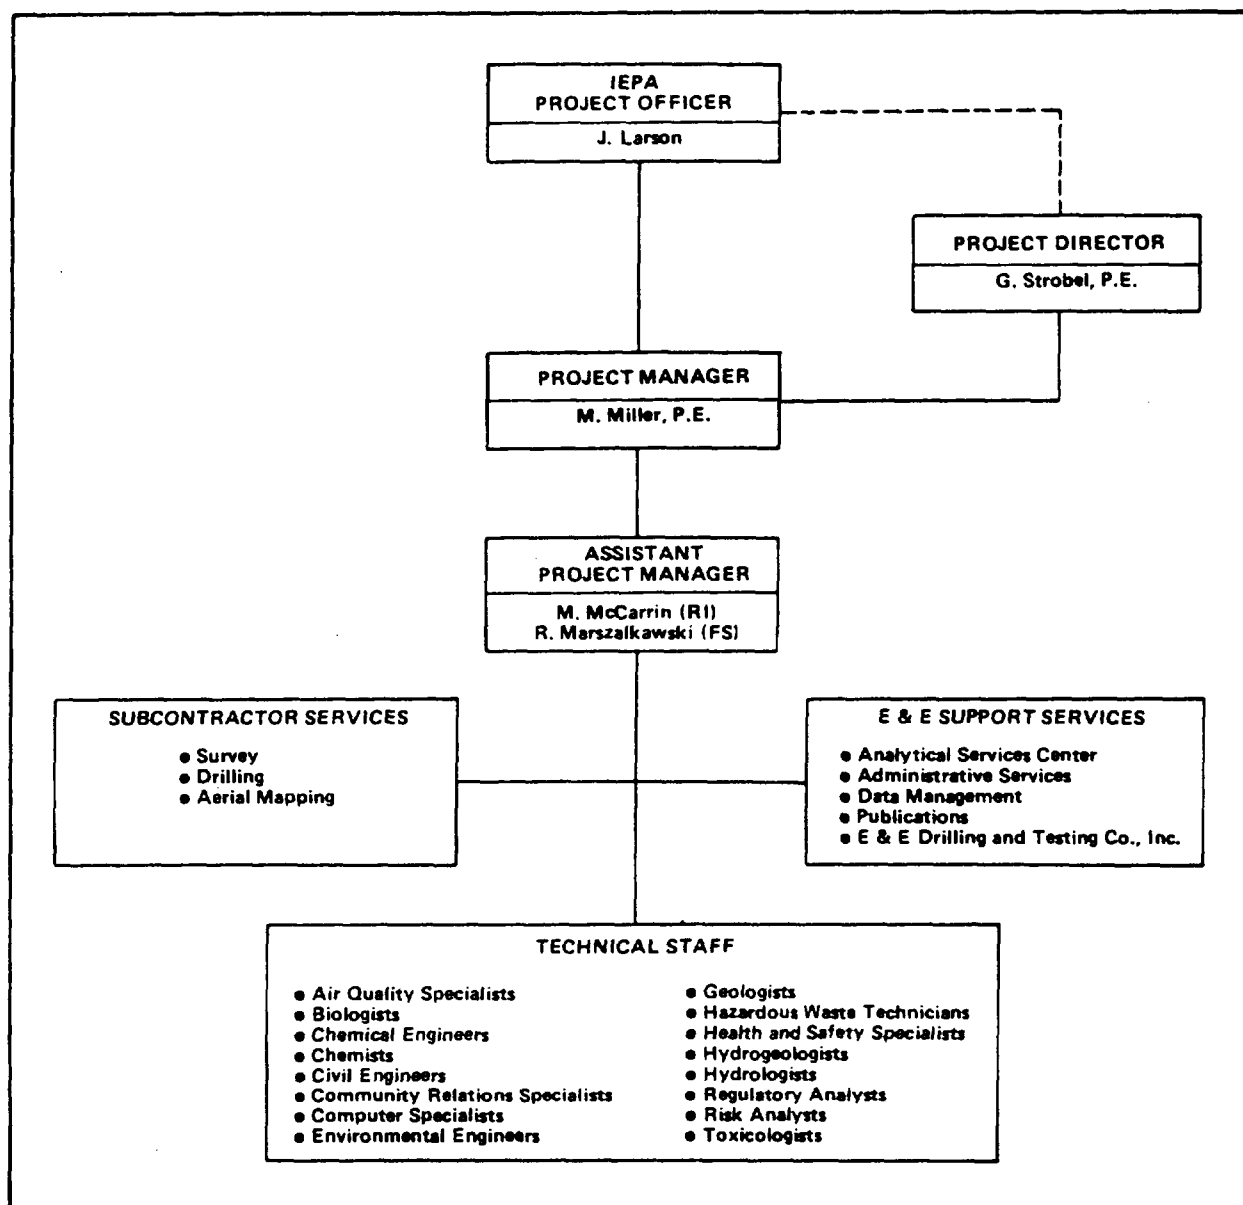 IEPA
PROJECT OFFICER
J. Larson
PROJECT DIRECTOR
G. Strobel, P.E.
PROJECT MANAGER
M. Miller, P.E.
ASSISTANT
PROJECT MANAGER
M. McCarrin (RI)
R. Marszalkawski (FS)
SUBCONTRACTOR SERVICES
● Survey
● Drilling
● Aerial Mapping
E & E SUPPORT SERVICES
● Analytical Services Center
● Administrative Services
● Data Management
● Publications
● E & E Drilling and Testing Co., Inc.
TECHNICAL STAFF
● Air Quality Specialists
● Biologists
● Chemical Engineers
● Chemists
● Civil Engineers
● Community Relations Specialists
● Computer Specialists
● Environmental Engineers
● Geologists
● Hazardous Waste Technicians
● Health and Safety Specialists
● Hydrogeologists
● Hydrologists
● Regulatory Analysts
● Risk Analysts
● Toxicologists